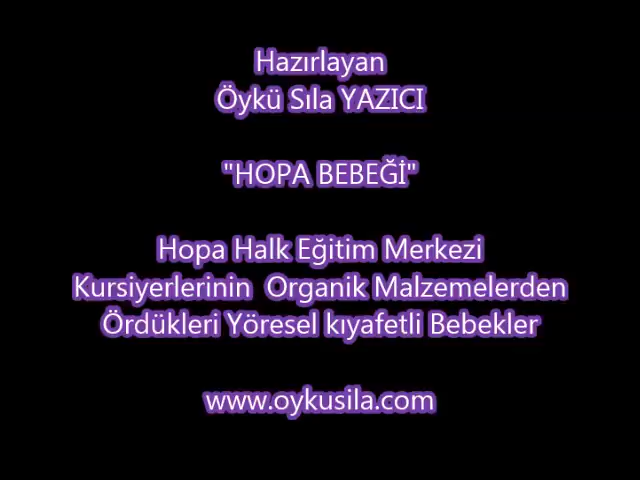 Hazırlayan
Öykü Sıla YAZICI
"HOPA BEBEĞİ"
Hopa Halk Eğitim Merkezi
Kursiyerlerinin Organik Malzemelerden
Ördükleri Yöresel kıyafetli Bebekler
www.oykusila.com